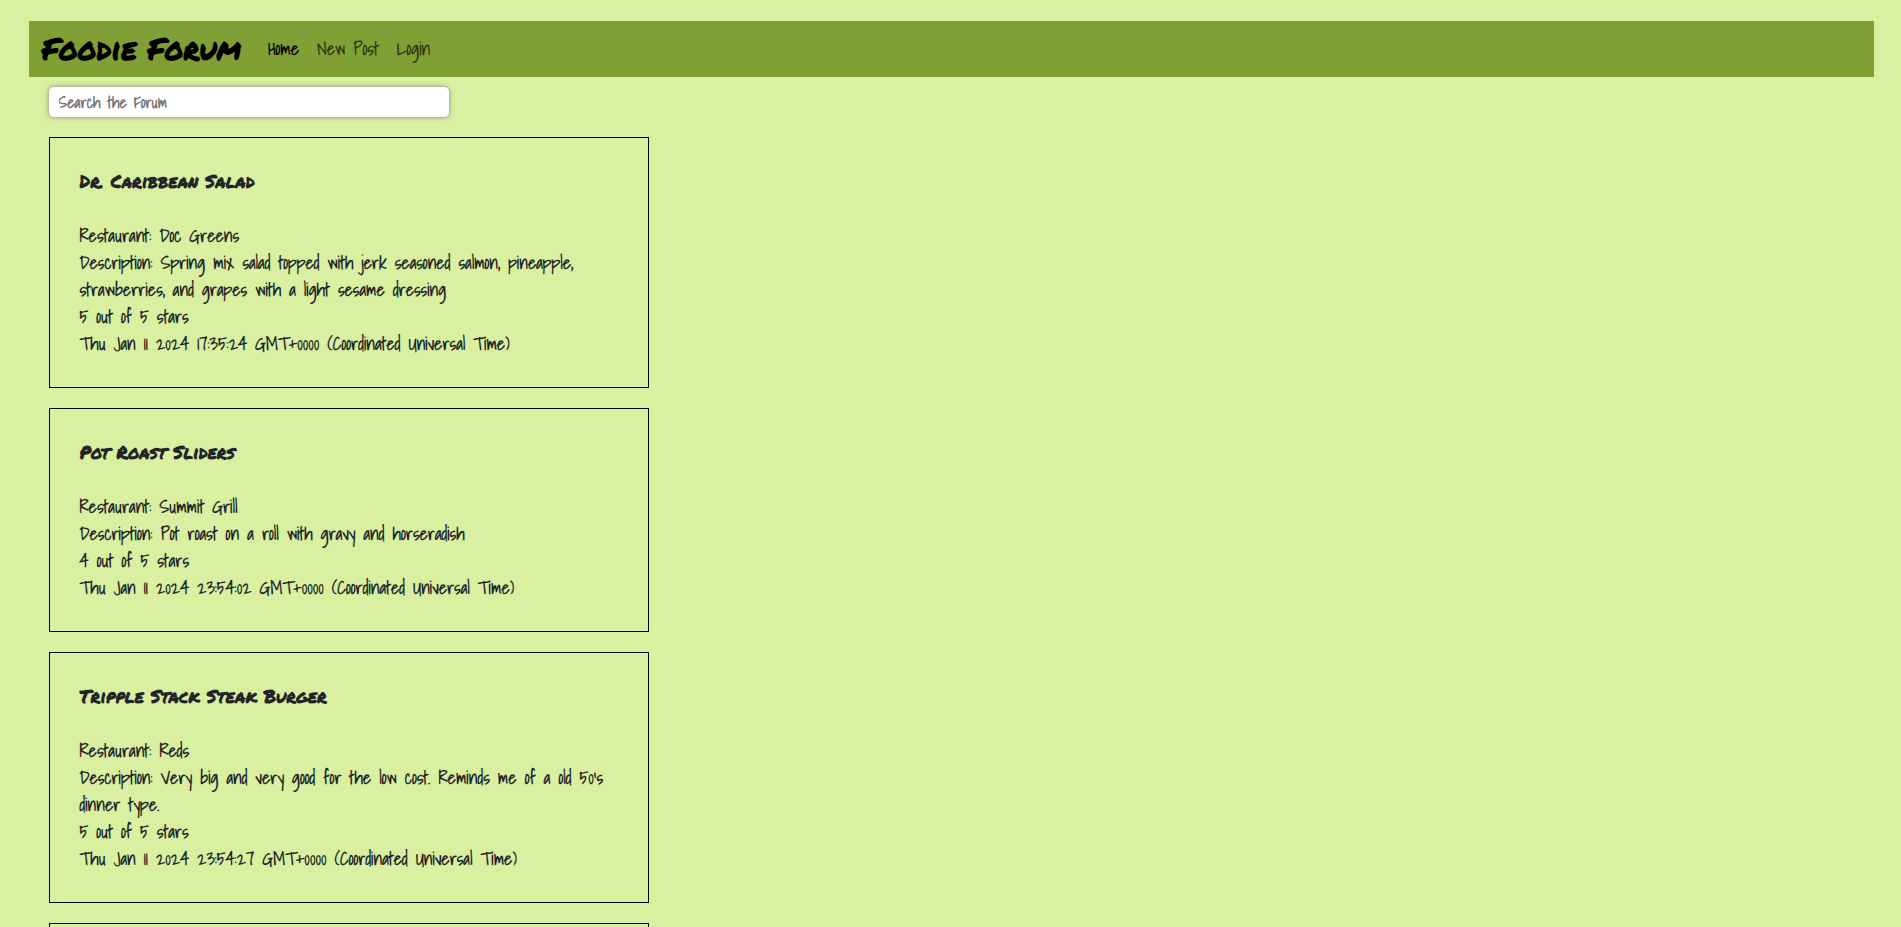 Foodie Forum Home New Post Login
Search the Forum
Dr. Caribbean Salad
Restaurant: Doc Greens
Description: Spring mix salad topped with jerk seasoned salmon, pineapple,
strawberries, and grapes with a light sesame dressing
5 out of 5 stars
Thu Jan 11 2024 17:35:24 GMT+0000 (Coordinated Universal Time)
Pot Roast Sliders
Restaurant: Summit Grill
Description: Pot roast on a roll with gravy and horseradish
4 out of 5 stars
Thu Jan 11 2024 23:54:02 GMT+0000 (Coordinated Universal Time)
Tripple Stack Steak Burger
Restaurant: Reds
Description: Very big and very good for the low cost. Reminds me of a old 50's
dinner type.
5 out of 5 stars
Thu Jan 11 2024 23:54:27 GMT+0000 (Coordinated Universal Time)